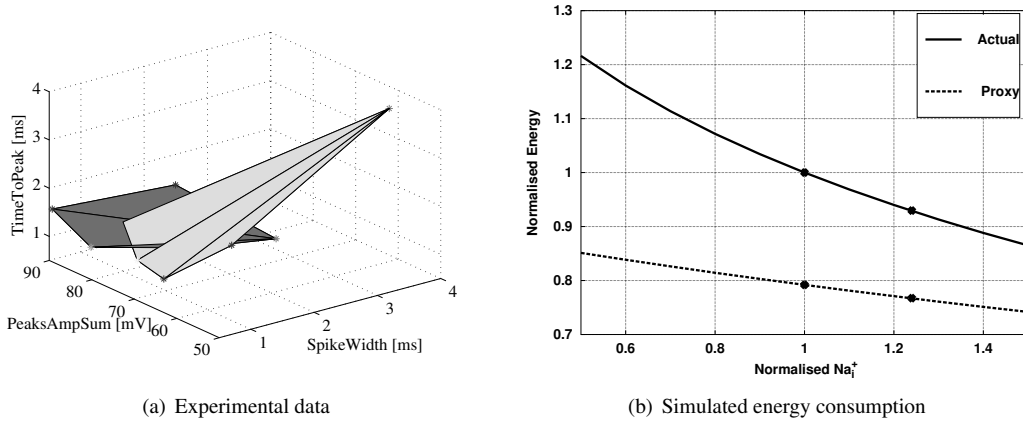 4
3
2
1
TimeToPeak [ms]
90
80
70
60
50
PeaksAmpSum [mV]
1
2
3
4
SpikeWidth [ms]
(a) Experimental data
1.3
1.2
1.1
1
0.9
0.8
0.7
Normalised Energy
Actual
Proxy
0.6
0.8
1
1.2
1.4
Normalised Na_i^+
(b) Simulated energy consumption